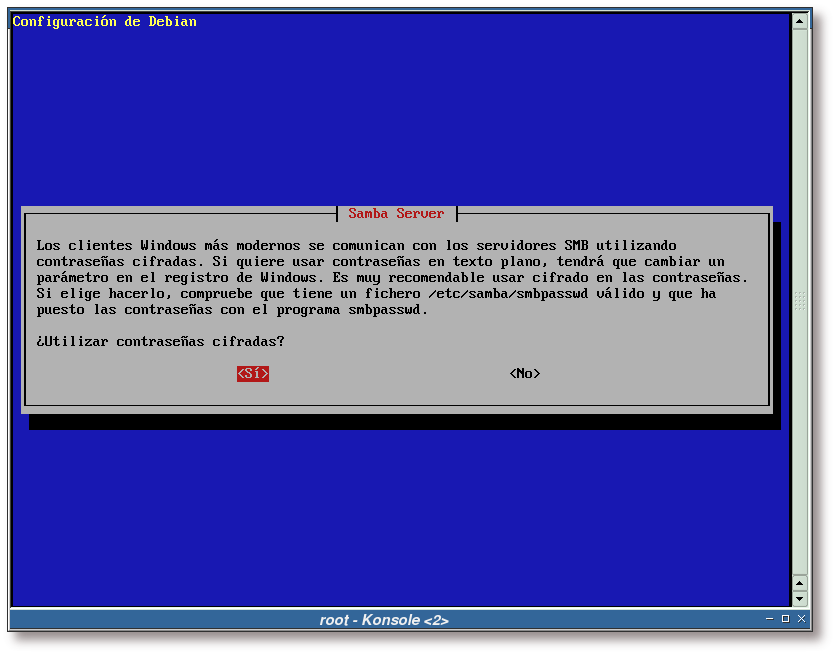 Configuración de Debian
Samba Server
Los clientes Windows más modernos se comunican con los servidores SMB utilizando
contraseñas cifradas. Si quiere usar contraseñas en texto plano, tendrá que cambiar un
parámetro en el registro de Windows. Es muy recomendable usar cifrado en las contraseñas.
Si elige hacerlo, compruebe que tiene un fichero /etc/samba/smbpasswd válido y que ha
puesto las contraseñas con el programa smbpasswd.
¿Utilizar contraseñas cifradas?
<Sí> <No>
root - Konsole <2>